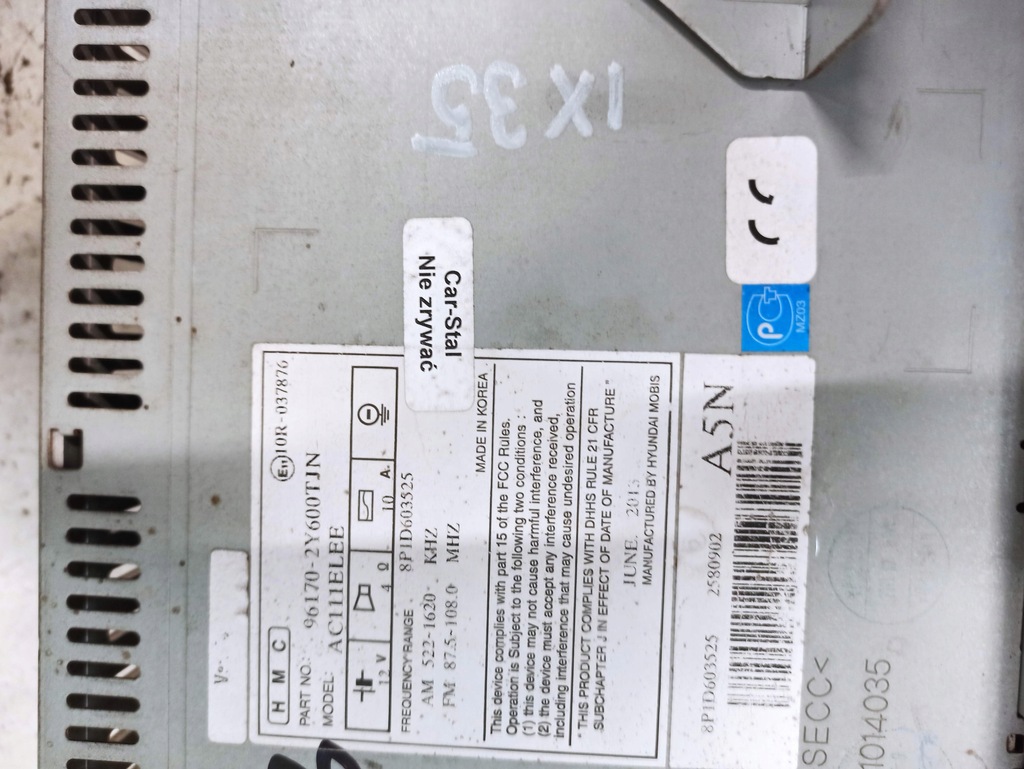 IX35
Car-Stal
Nie zrywać
PCT
MZ03
H M C
E11 10R-037876
PART NO.: 96170-2Y600TJN
MODEL: AC111ELEE
12 V 4 Ω 10 A
FREQUENCY RANGE 8P1D603525
AM 522-1620 KHZ
FM 87.5-108.0 MHZ
MADE IN KOREA
This device complies with part 15 of the FCC Rules.
Operation is Subject to the following two conditions :
(1) this device may not cause harmful interference, and
(2) the device must accept any interference received,
including interference that may cause undesired operation
* THIS PRODUCT COMPLIES WITH DHHS RULE 21 CFR
SUBCHAPTER J IN EFFECT OF DATE OF MANUFACTURE "
JUNE. 2013
MANUFACTURED BY HYUNDAI MOBIS
8P1D603525 2580902 A5N
SECC<
1014035